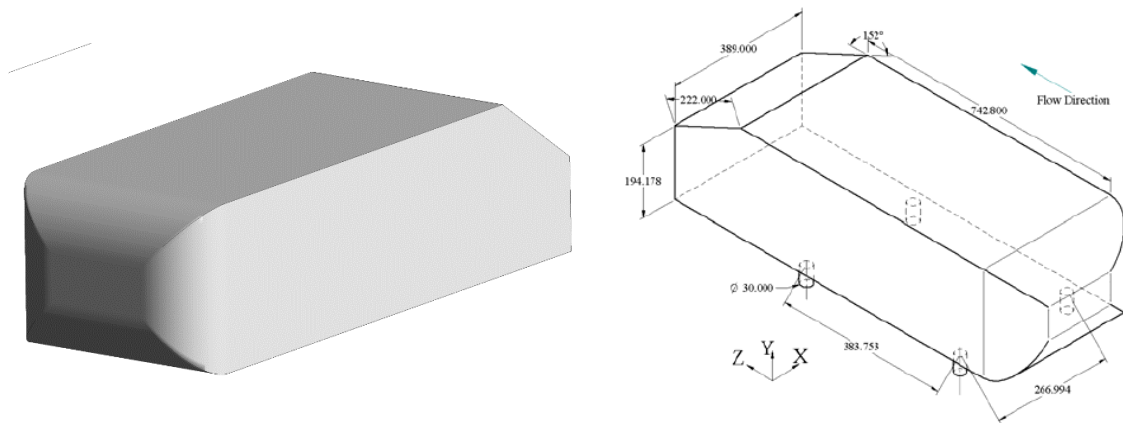 389.000
152°
Flow Direction
222.000
742.800
194.178
Ø 30.000
383.753
Z Y X
266.994